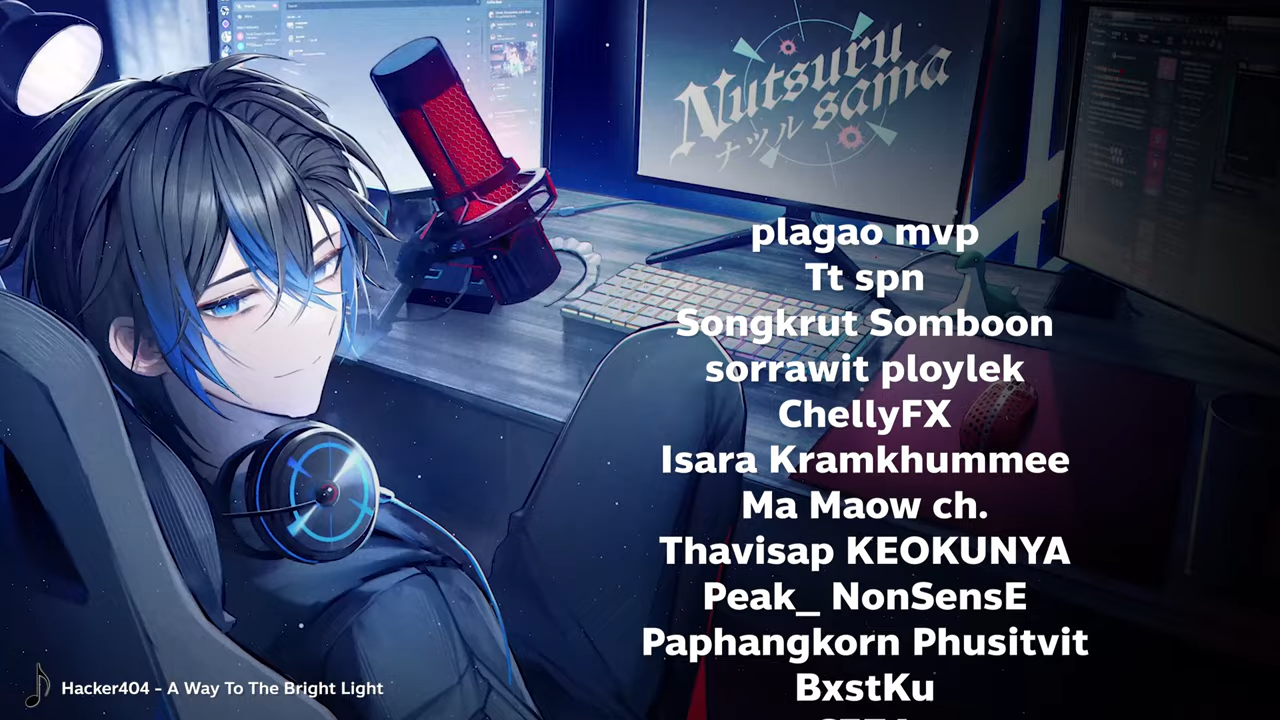 Nutsuru
sama
ナツル
plagao mvp
Tt spn
Songkrut Somboon
sorrawit ploylek
ChellyFX
Isara Kramkhummee
Ma Maow ch.
Thavisap KEOKUNYA
Peak_ NonSensE
Paphangkorn Phusitvit
BxstKu
Hacker404 - A Way To The Bright Light